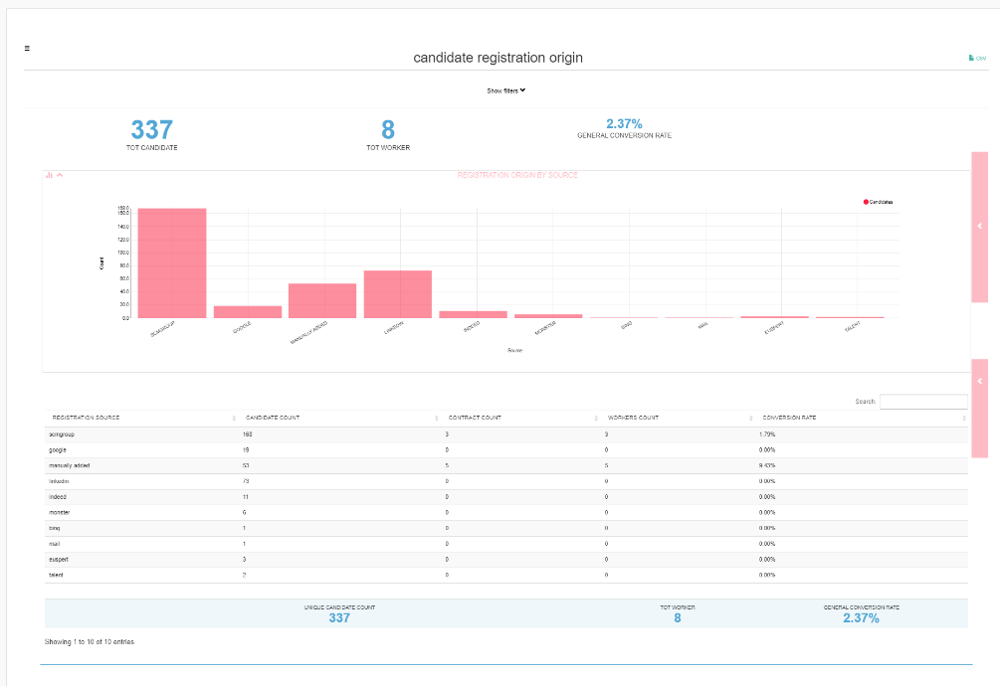 candidate registration origin
CSV
Show filters
337
TOT CANDIDATE
8
TOT WORKER
2.37%
GENERAL CONVERSION RATE
REGISTRATION ORIGIN BY SOURCE
Candidates
168.0
160.0
140.0
120.0
100.0
80.0
60.0
40.0
20.0
0.0
Count
SCMGROUP
GOOGLE
MANUALLY ADDED
LINKEDIN
INDEED
MONSTER
BING
MAIL
EUSPERT
TALENT
Source
Search:
REGISTRATION SOURCE CANDIDATE COUNT CONTRACT COUNT WORKERS COUNT CONVERSION RATE
scmgroup 168 3 3 1.79%
google 19 0 0 0.00%
manually added 53 5 5 9.43%
linkedin 73 0 0 0.00%
indeed 11 0 0 0.00%
monster 6 0 0 0.00%
bing 1 0 0 0.00%
mail 1 0 0 0.00%
euspert 3 0 0 0.00%
talent 2 0 0 0.00%
UNIQUE CANDIDATE COUNT TOT WORKER GENERAL CONVERSION RATE
337 8 2.37%
Showing 1 to 10 of 10 entries